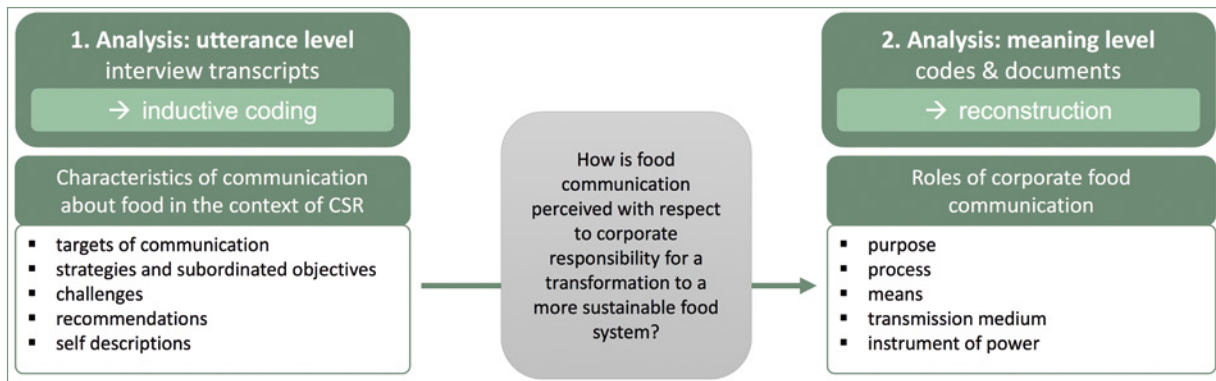 1. Analysis: utterance level
interview transcripts
→ inductive coding
Characteristics of communication
about food in the context of CSR
▪ targets of communication
▪ strategies and subordinated objectives
▪ challenges
▪ recommendations
▪ self descriptions
How is food
communication
perceived with respect
to corporate
responsibility for a
transformation to a
more sustainable food
system?
2. Analysis: meaning level
codes & documents
→ reconstruction
Roles of corporate food
communication
▪ purpose
▪ process
▪ means
▪ transmission medium
▪ instrument of power